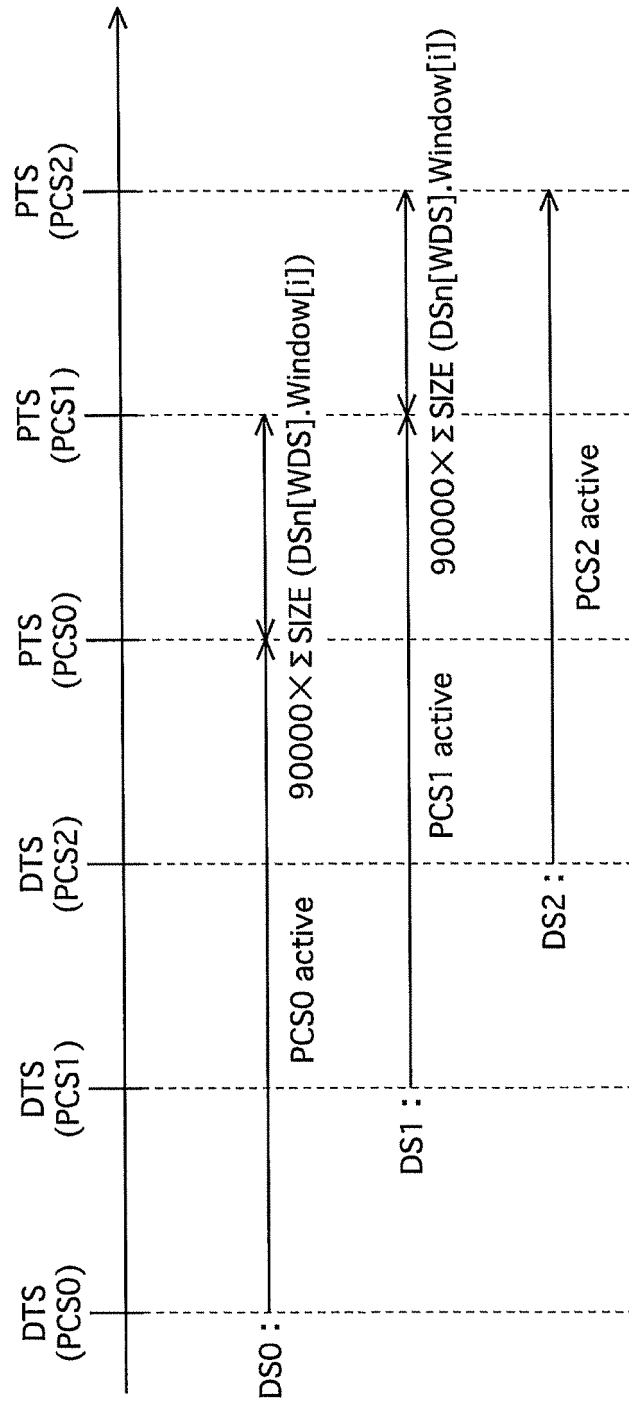 DTS
(PCS0)
DTS
(PCS1)
DTS
(PCS2)
PTS
(PCS0)
PTS
(PCS1)
PTS
(PCS2)
DS0 :
PCS0 active
90000×Σ SIZE (DSn[WDS].Window[i])
DS1 :
PCS1 active
90000×Σ SIZE (DSn[WDS].Window[i])
DS2 :
PCS2 active